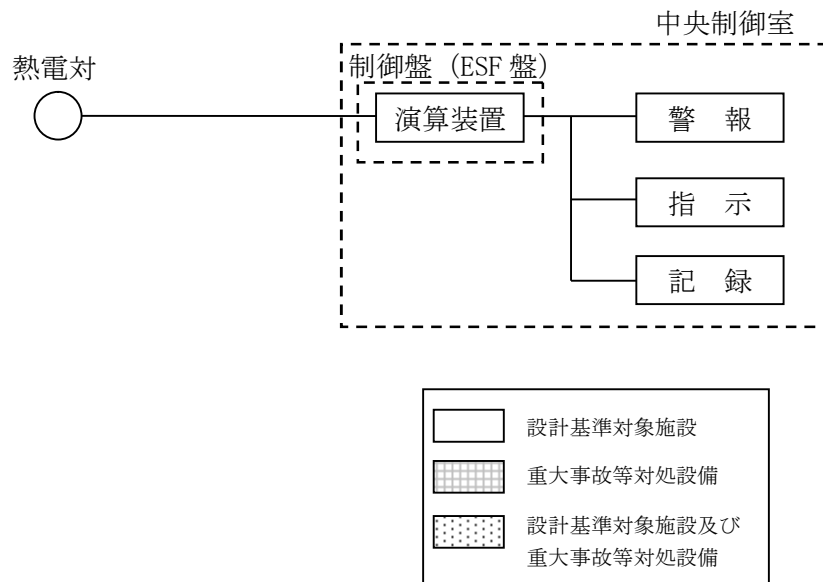 中央制御室
熱電対
制御盤（ESF 盤）
演算装置
警　報
指　示
記　録
設計基準対象施設
重大事故等対処設備
設計基準対象施設及び
重大事故等対処設備